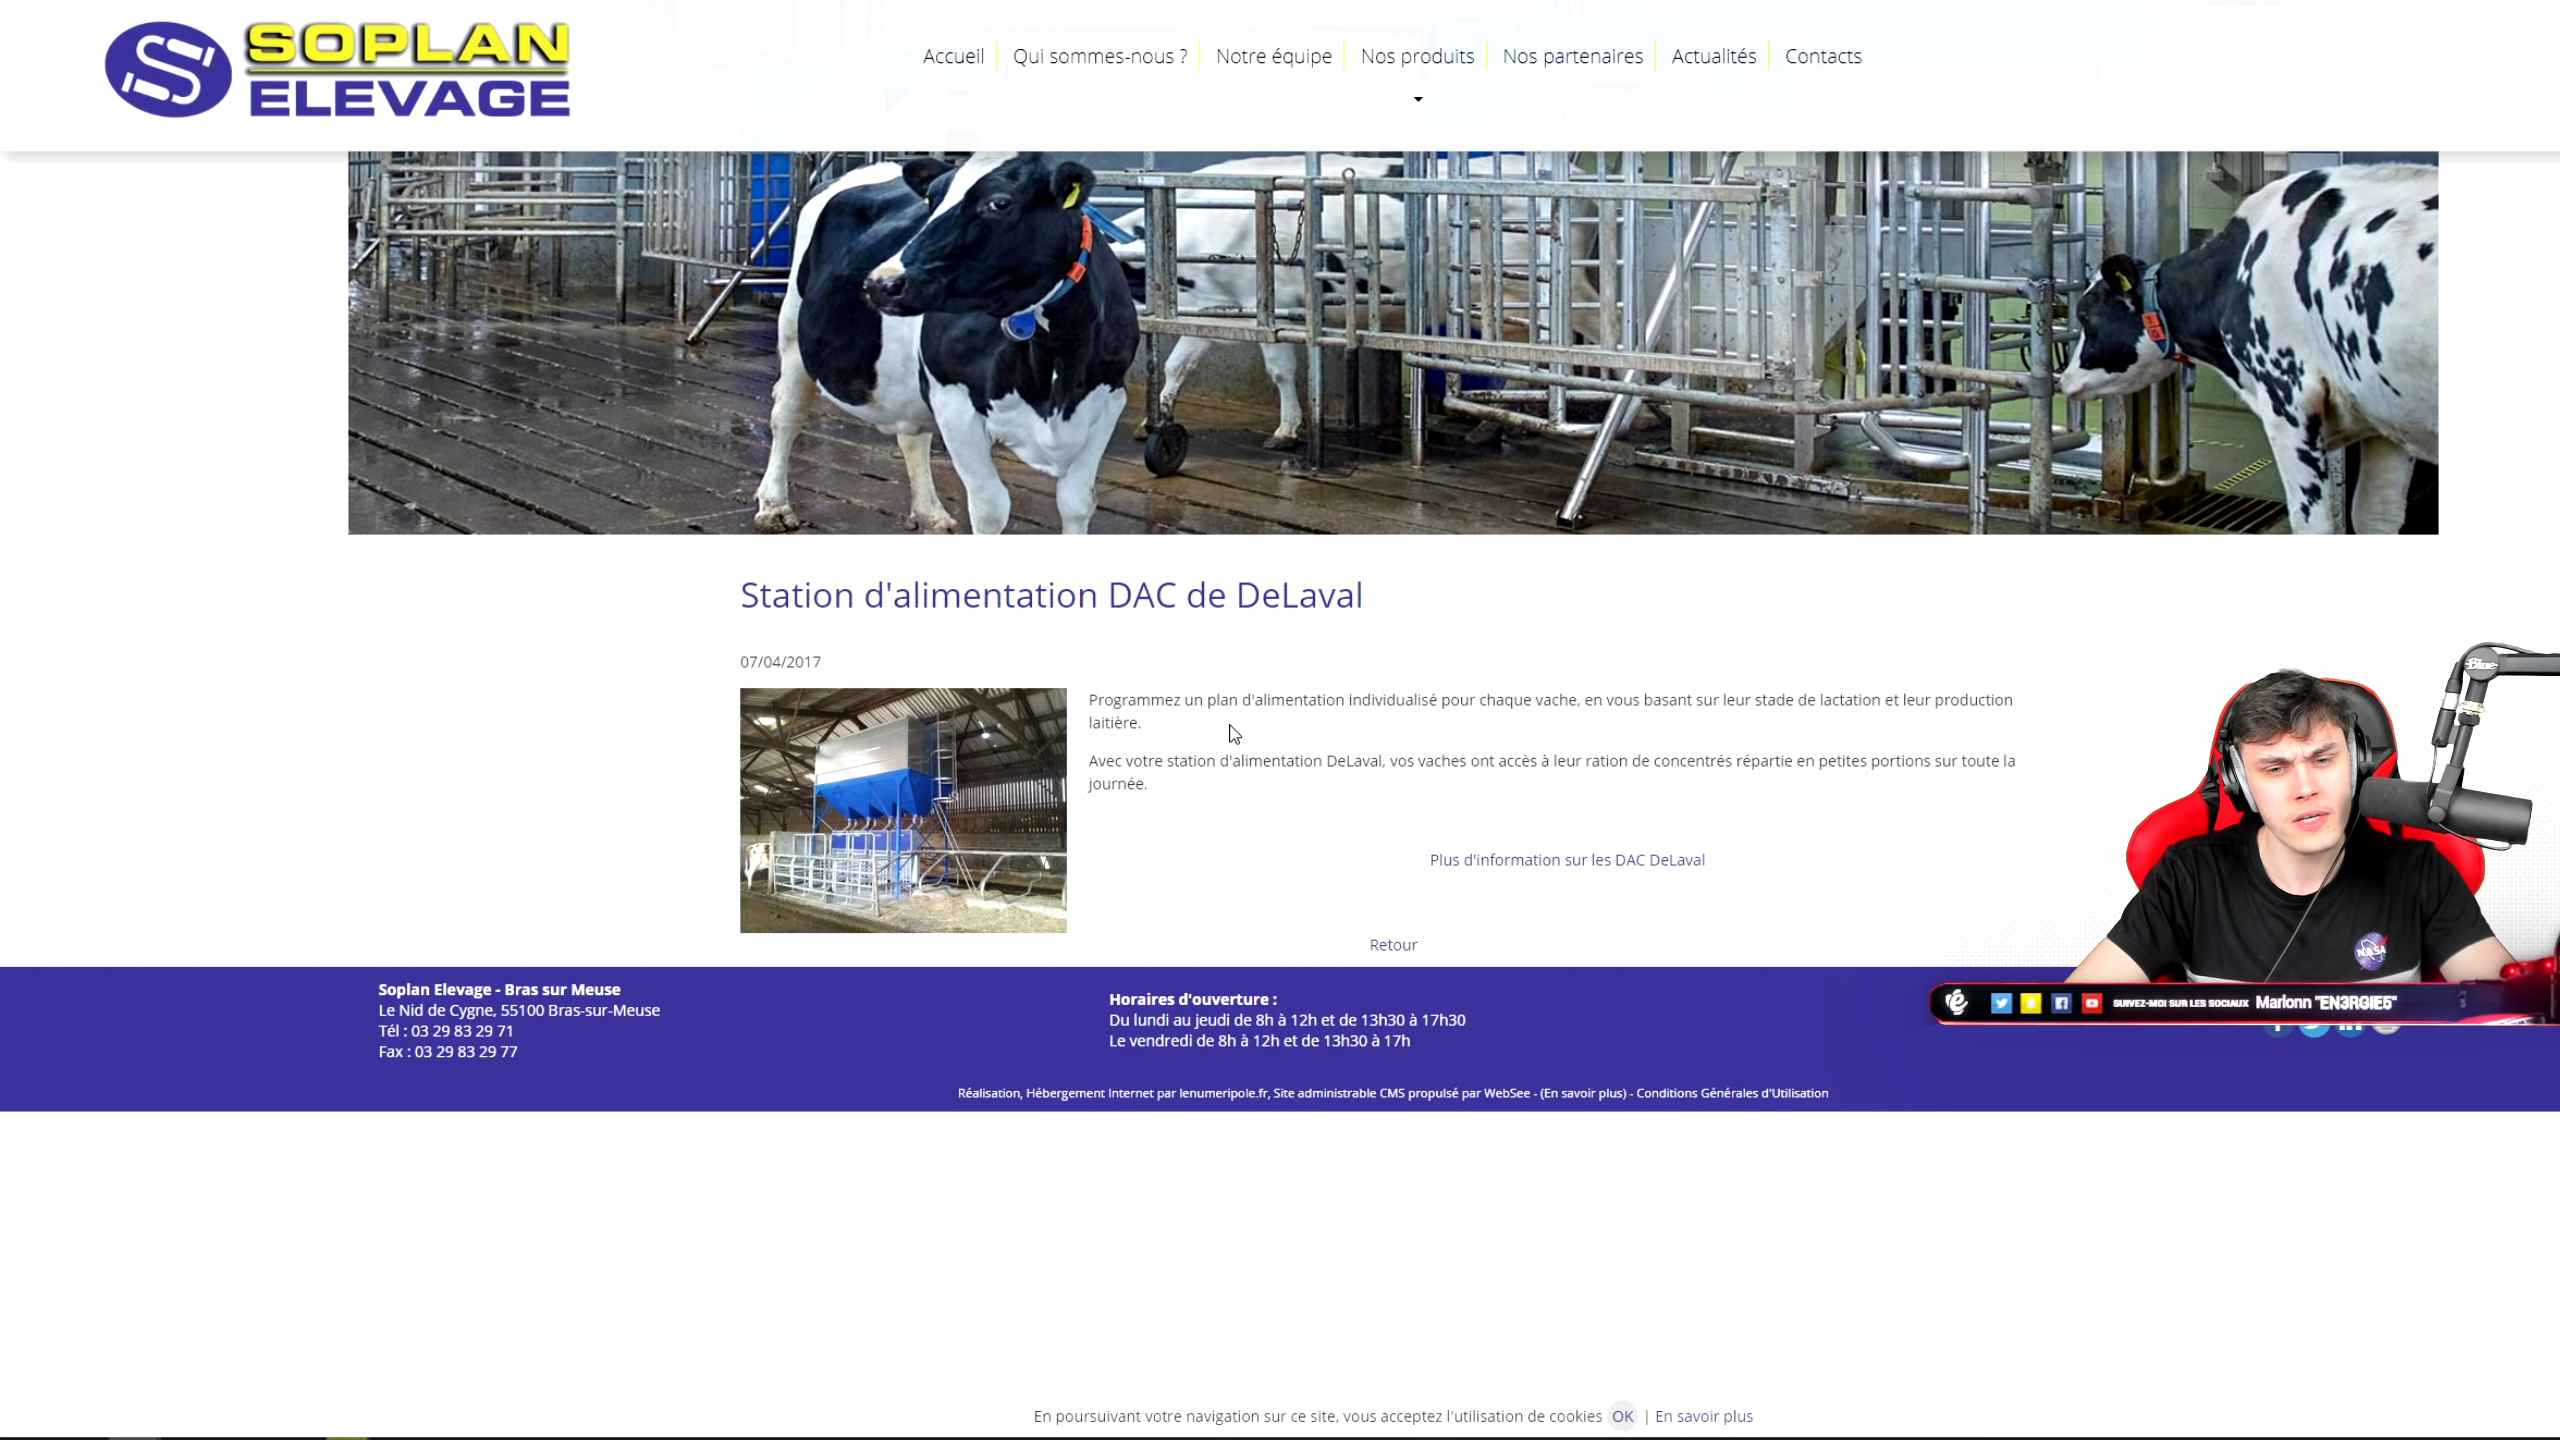 SOPLAN
ELEVAGE
Accueil
Qui sommes-nous ?
Notre équipe
Nos produits
Nos partenaires
Actualités
Contacts
Station d'alimentation DAC de DeLaval
07/04/2017
Programmez un plan d'alimentation individualisé pour chaque vache, en vous basant sur leur stade de lactation et leur production
laitière.
Avec votre station d'alimentation DeLaval, vos vaches ont accès à leur ration de concentrés répartie en petites portions sur toute la
journée.
Plus d'information sur les DAC DeLaval
Retour
Blue
NASA
SUIVEZ-MOI SUR LES SOCIAUX Marlonn "EN3RGIE5"
Soplan Elevage - Bras sur Meuse
Le Nid de Cygne, 55100 Bras-sur-Meuse
Tél : 03 29 83 29 71
Fax : 03 29 83 29 77
Horaires d'ouverture :
Du lundi au jeudi de 8h à 12h et de 13h30 à 17h30
Le vendredi de 8h à 12h et de 13h30 à 17h
Réalisation, Hébergement Internet par lenumeripole.fr, Site administrable CMS propulsé par WebSee - (En savoir plus) - Conditions Générales d'Utilisation
En poursuivant votre navigation sur ce site, vous acceptez l'utilisation de cookies OK | En savoir plus